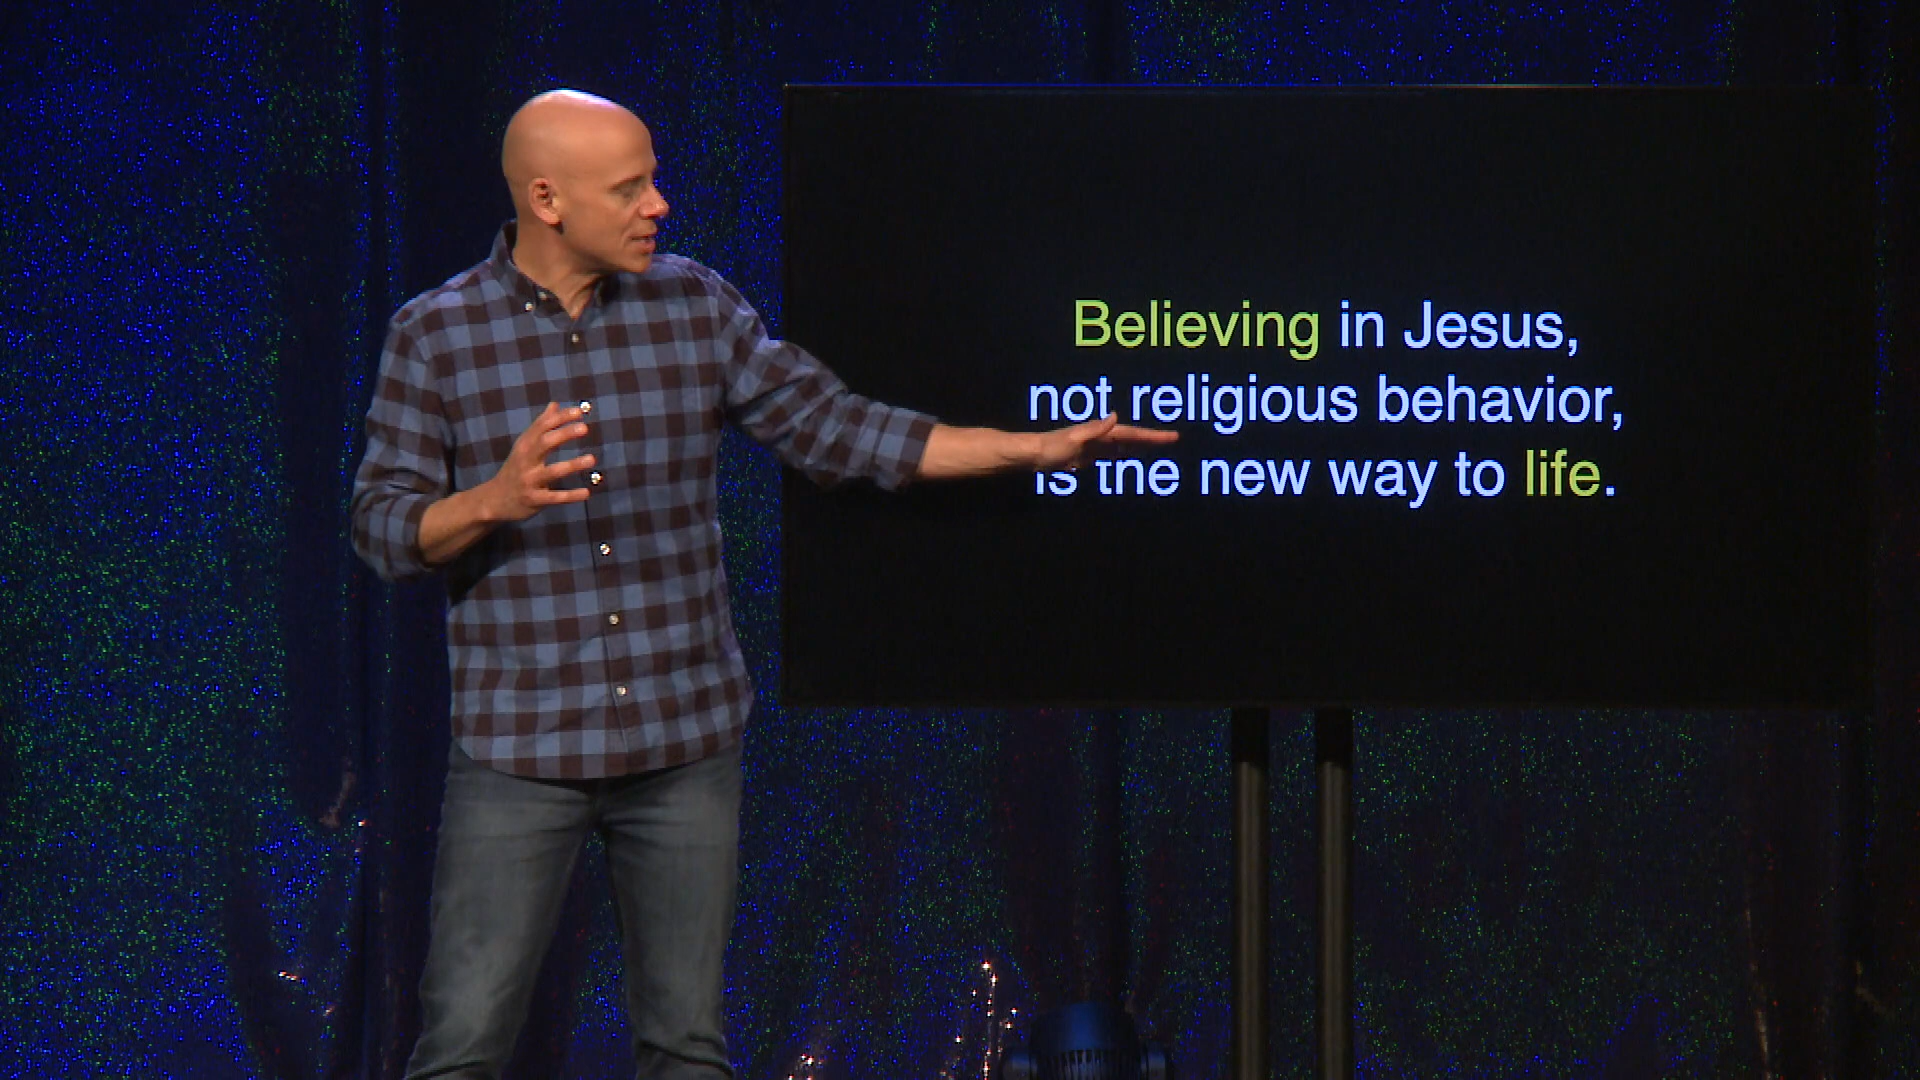 Believing in Jesus,
not religious behavior,
is the new way to life.